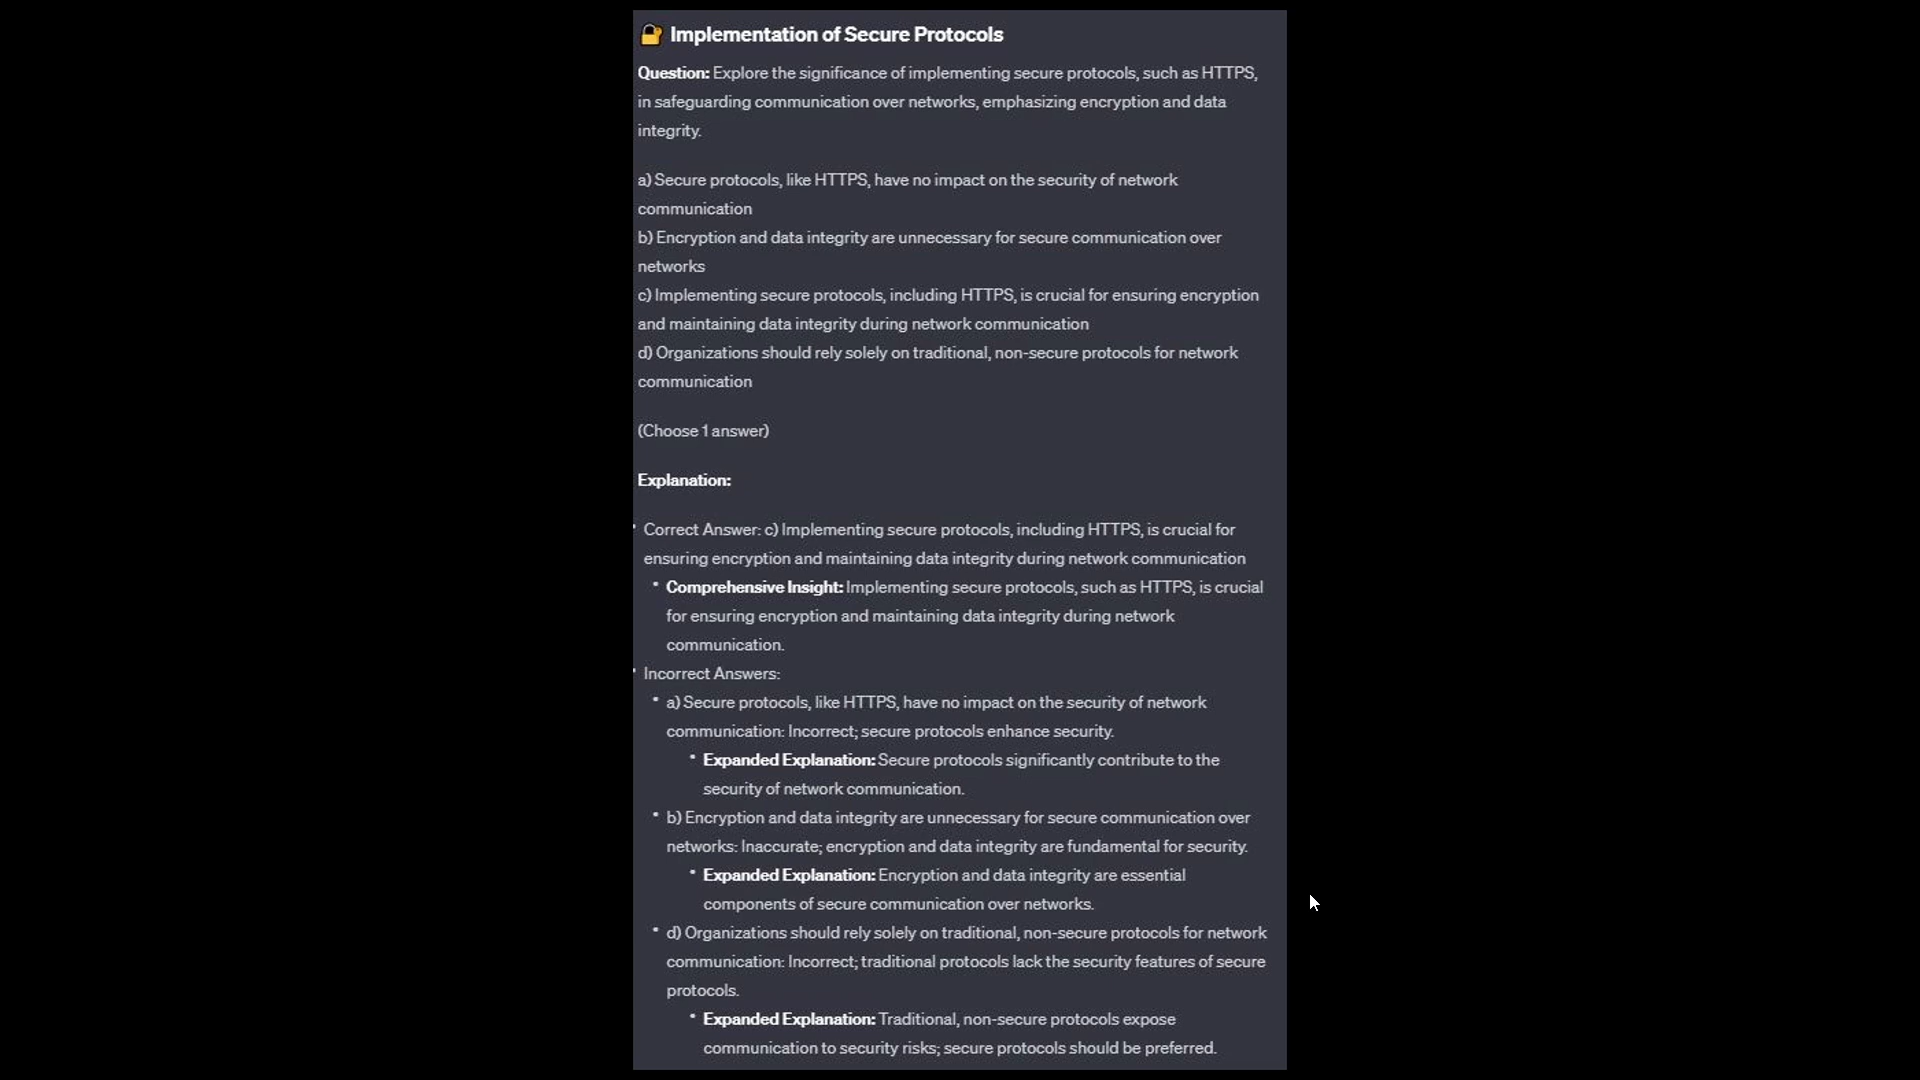 🔐 Implementation of Secure Protocols
Question: Explore the significance of implementing secure protocols, such as HTTPS,
in safeguarding communication over networks, emphasizing encryption and data
integrity.
a) Secure protocols, like HTTPS, have no impact on the security of network
communication
b) Encryption and data integrity are unnecessary for secure communication over
networks
c) Implementing secure protocols, including HTTPS, is crucial for ensuring encryption
and maintaining data integrity during network communication
d) Organizations should rely solely on traditional, non-secure protocols for network
communication
(Choose 1 answer)
Explanation:
• Correct Answer: c) Implementing secure protocols, including HTTPS, is crucial for
ensuring encryption and maintaining data integrity during network communication
• Comprehensive Insight: Implementing secure protocols, such as HTTPS, is crucial
for ensuring encryption and maintaining data integrity during network
communication.
• Incorrect Answers:
• a) Secure protocols, like HTTPS, have no impact on the security of network
communication: Incorrect; secure protocols enhance security.
• Expanded Explanation: Secure protocols significantly contribute to the
security of network communication.
• b) Encryption and data integrity are unnecessary for secure communication over
networks: Inaccurate; encryption and data integrity are fundamental for security.
• Expanded Explanation: Encryption and data integrity are essential
components of secure communication over networks.
• d) Organizations should rely solely on traditional, non-secure protocols for network
communication: Incorrect; traditional protocols lack the security features of secure
protocols.
• Expanded Explanation: Traditional, non-secure protocols expose
communication to security risks; secure protocols should be preferred.